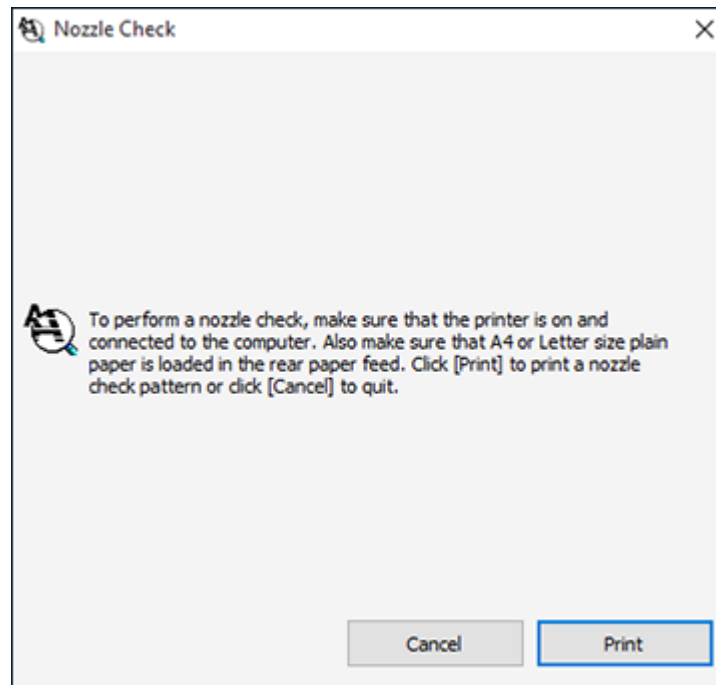 Nozzle Check
To perform a nozzle check, make sure that the printer is on and
connected to the computer. Also make sure that A4 or Letter size plain
paper is loaded in the rear paper feed. Click [Print] to print a nozzle
check pattern or click [Cancel] to quit.
Cancel
Print